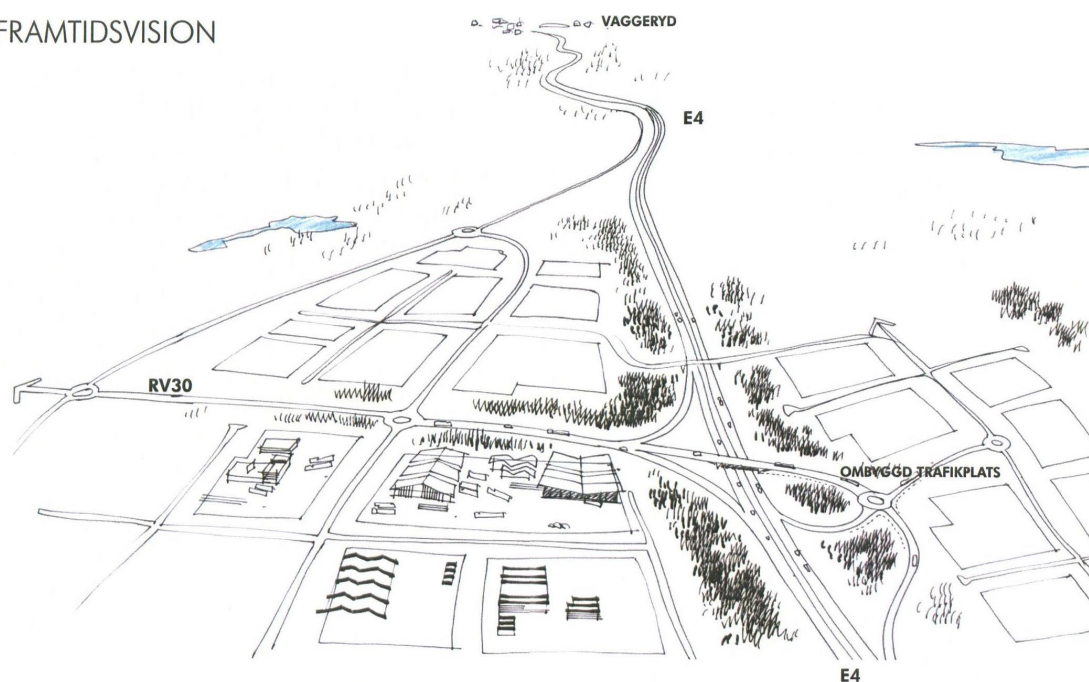 FRAMTIDSVISION
VAGGERYD
E4
RV30
OMBYGGD TRAFIKPLATS
E4